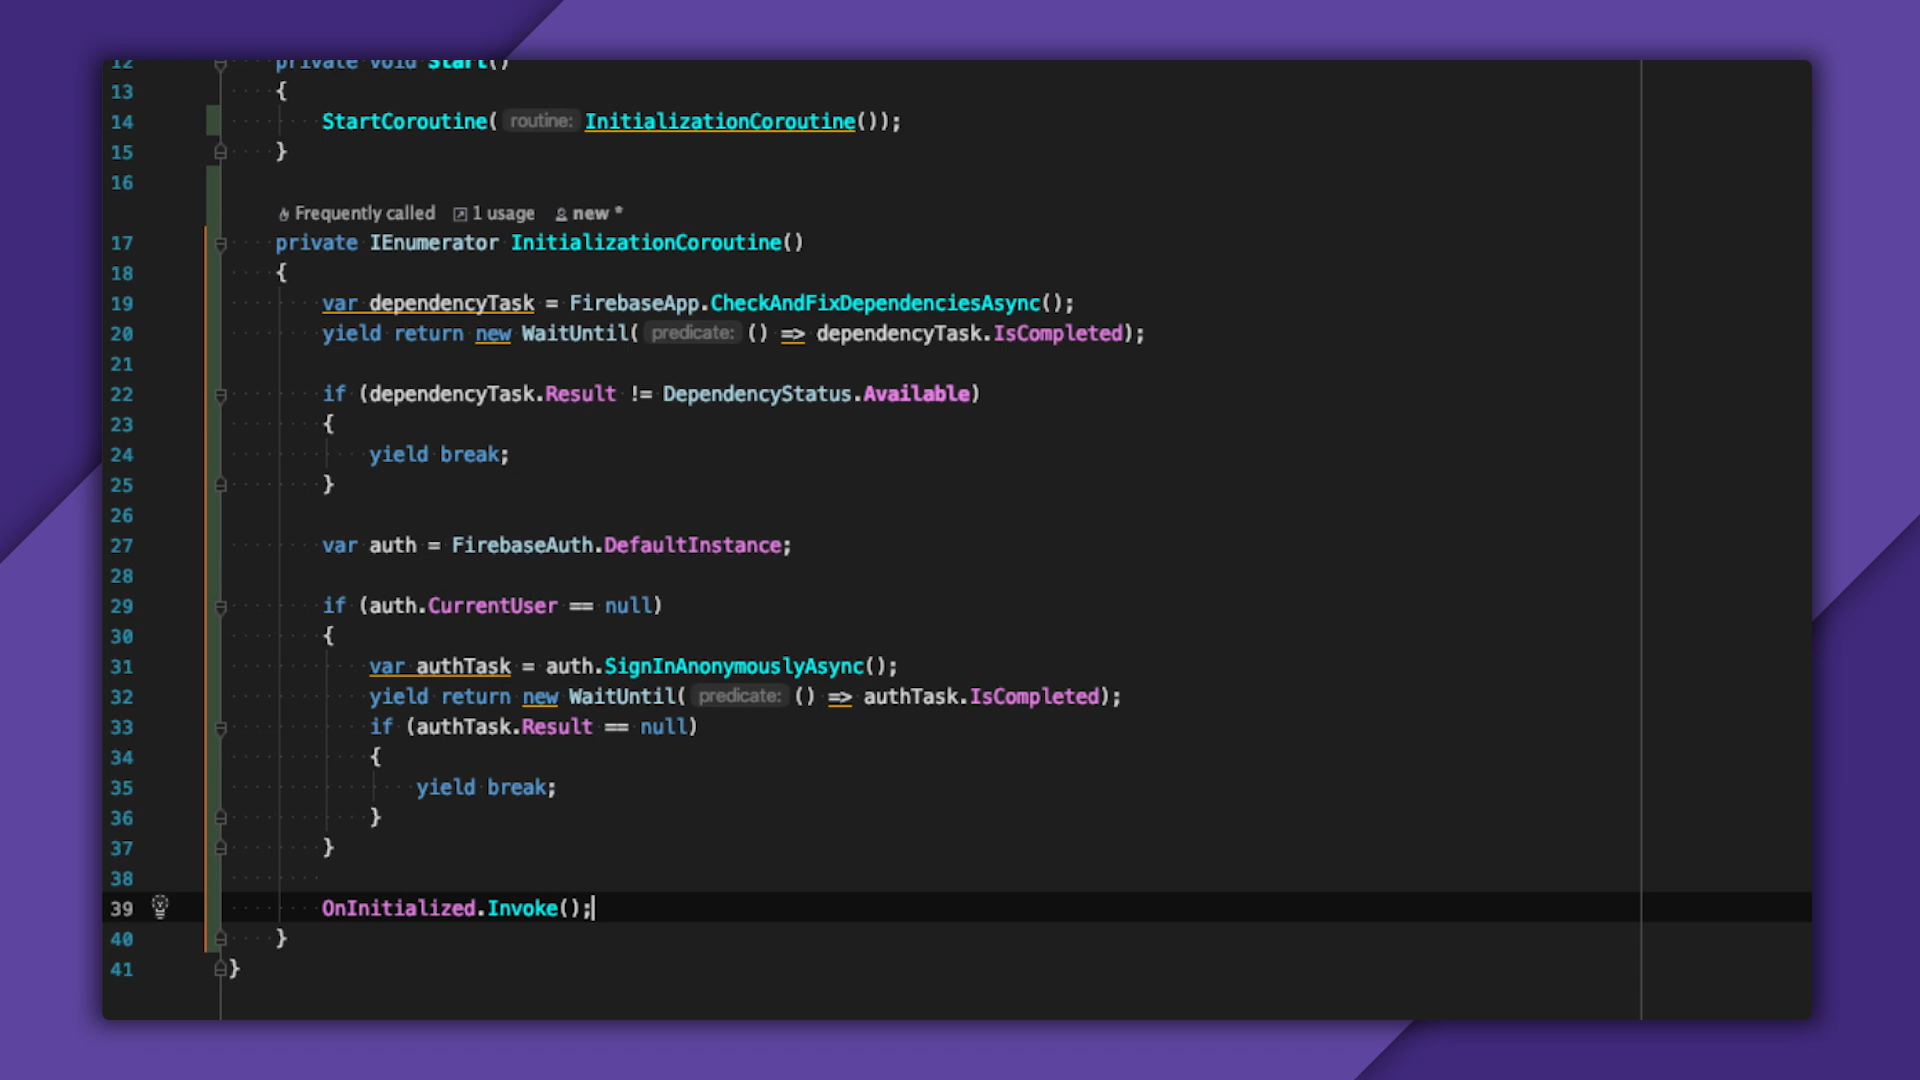 12 private void Start()
13 {
14 StartCoroutine( routine: InitializationCoroutine());
15 }
16
Frequently called 1 usage new *
17 private IEnumerator InitializationCoroutine()
18 {
19 var dependencyTask = FirebaseApp.CheckAndFixDependenciesAsync();
20 yield return new WaitUntil( predicate: () => dependencyTask.IsCompleted);
21
22 if (dependencyTask.Result != DependencyStatus.Available)
23 {
24 yield break;
25 }
26
27 var auth = FirebaseAuth.DefaultInstance;
28
29 if (auth.CurrentUser == null)
30 {
31 var authTask = auth.SignInAnonymouslyAsync();
32 yield return new WaitUntil( predicate: () => authTask.IsCompleted);
33 if (authTask.Result == null)
34 {
35 yield break;
36 }
37 }
38
39 OnInitialized.Invoke();
40 }
41 }